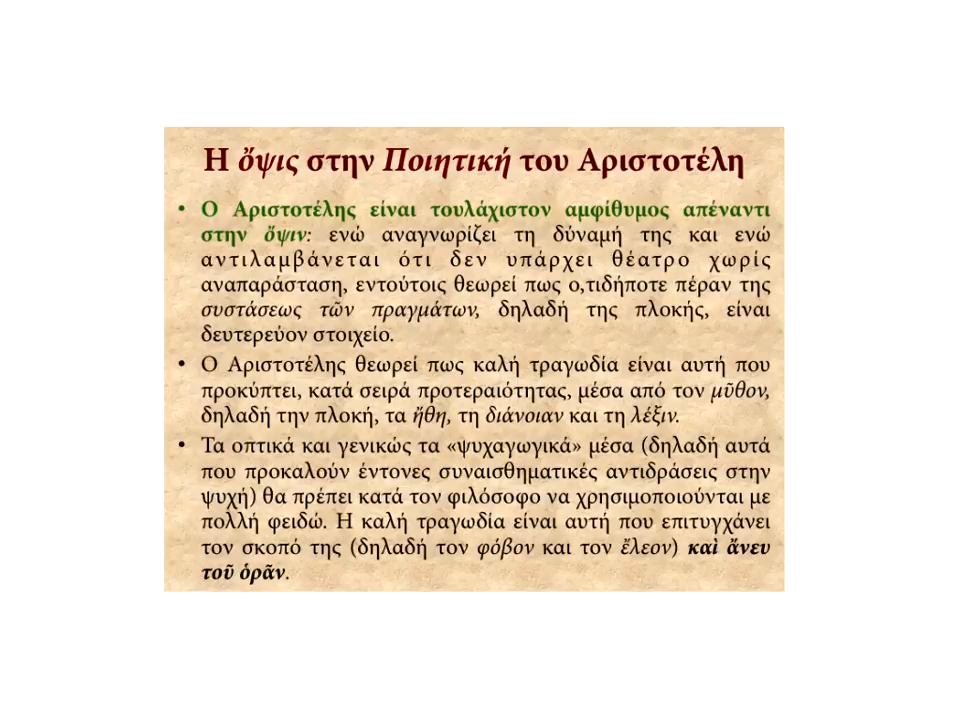 Η ὄψις στην Ποιητική του Αριστοτέλη
• Ο Αριστοτέλης είναι τουλάχιστον αμφίθυμος απέναντι
στην ὄψιν: ενώ αναγνωρίζει τη δύναμή της και ενώ
αντιλαμβάνεται ότι δεν υπάρχει θέατρο χωρίς
αναπαράσταση, εντούτοις θεωρεί πως ο,τιδήποτε πέραν της
συστάσεως τῶν πραγμάτων, δηλαδή της πλοκής, είναι
δευτερεύον στοιχείο.
• Ο Αριστοτέλης θεωρεί πως καλή τραγωδία είναι αυτή που
προκύπτει, κατά σειρά προτεραιότητας, μέσα από τον μῦθον,
δηλαδή την πλοκή, τα ἤθη, τη διάνοιαν και τη λέξιν.
• Τα οπτικά και γενικώς τα «ψυχαγωγικά» μέσα (δηλαδή αυτά
που προκαλούν έντονες συναισθηματικές αντιδράσεις στην
ψυχή) θα πρέπει κατά τον φιλόσοφο να χρησιμοποιούνται με
πολλή φειδώ. Η καλή τραγωδία είναι αυτή που επιτυγχάνει
τον σκοπό της (δηλαδή τον φόβον και τον ἔλεον) καὶ ἄνευ
τοῦ ὁρᾶν.